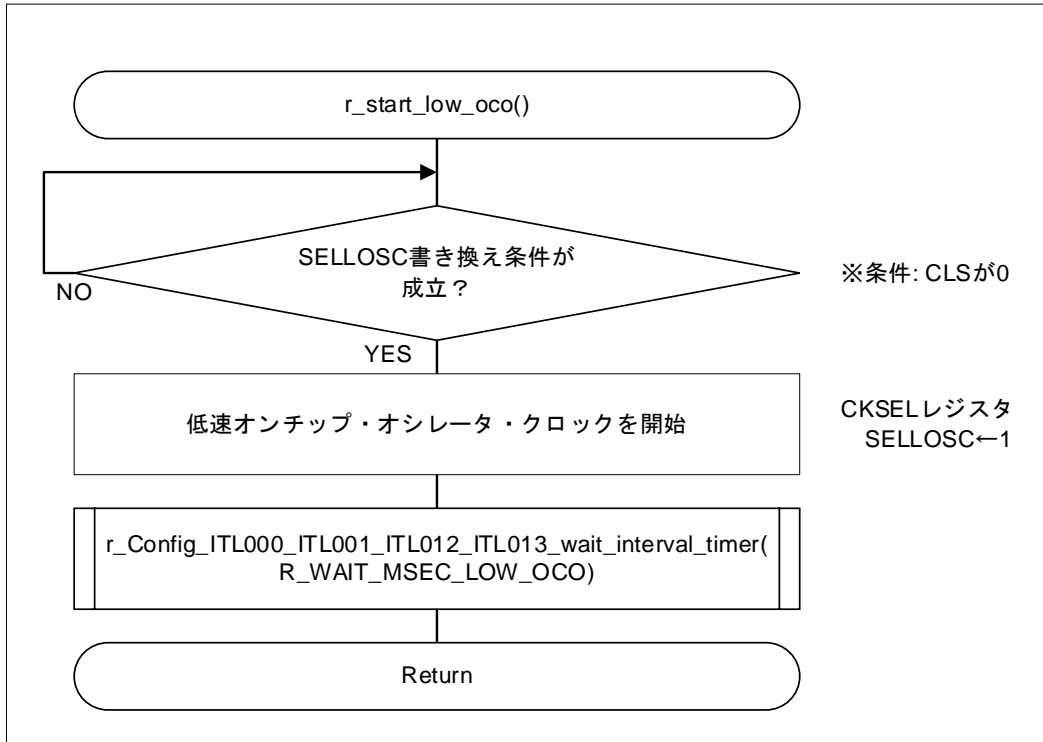 r_start_low_oco()
SELLOSC書き換え条件が
成立？
※条件: CLSが0
NO
YES
低速オンチップ・オシレータ・クロックを開始
CKSELレジスタ
SELLOSC←1
r_Config_ITL000_ITL001_ITL012_ITL013_wait_interval_timer(
R_WAIT_MSEC_LOW_OCO)
Return